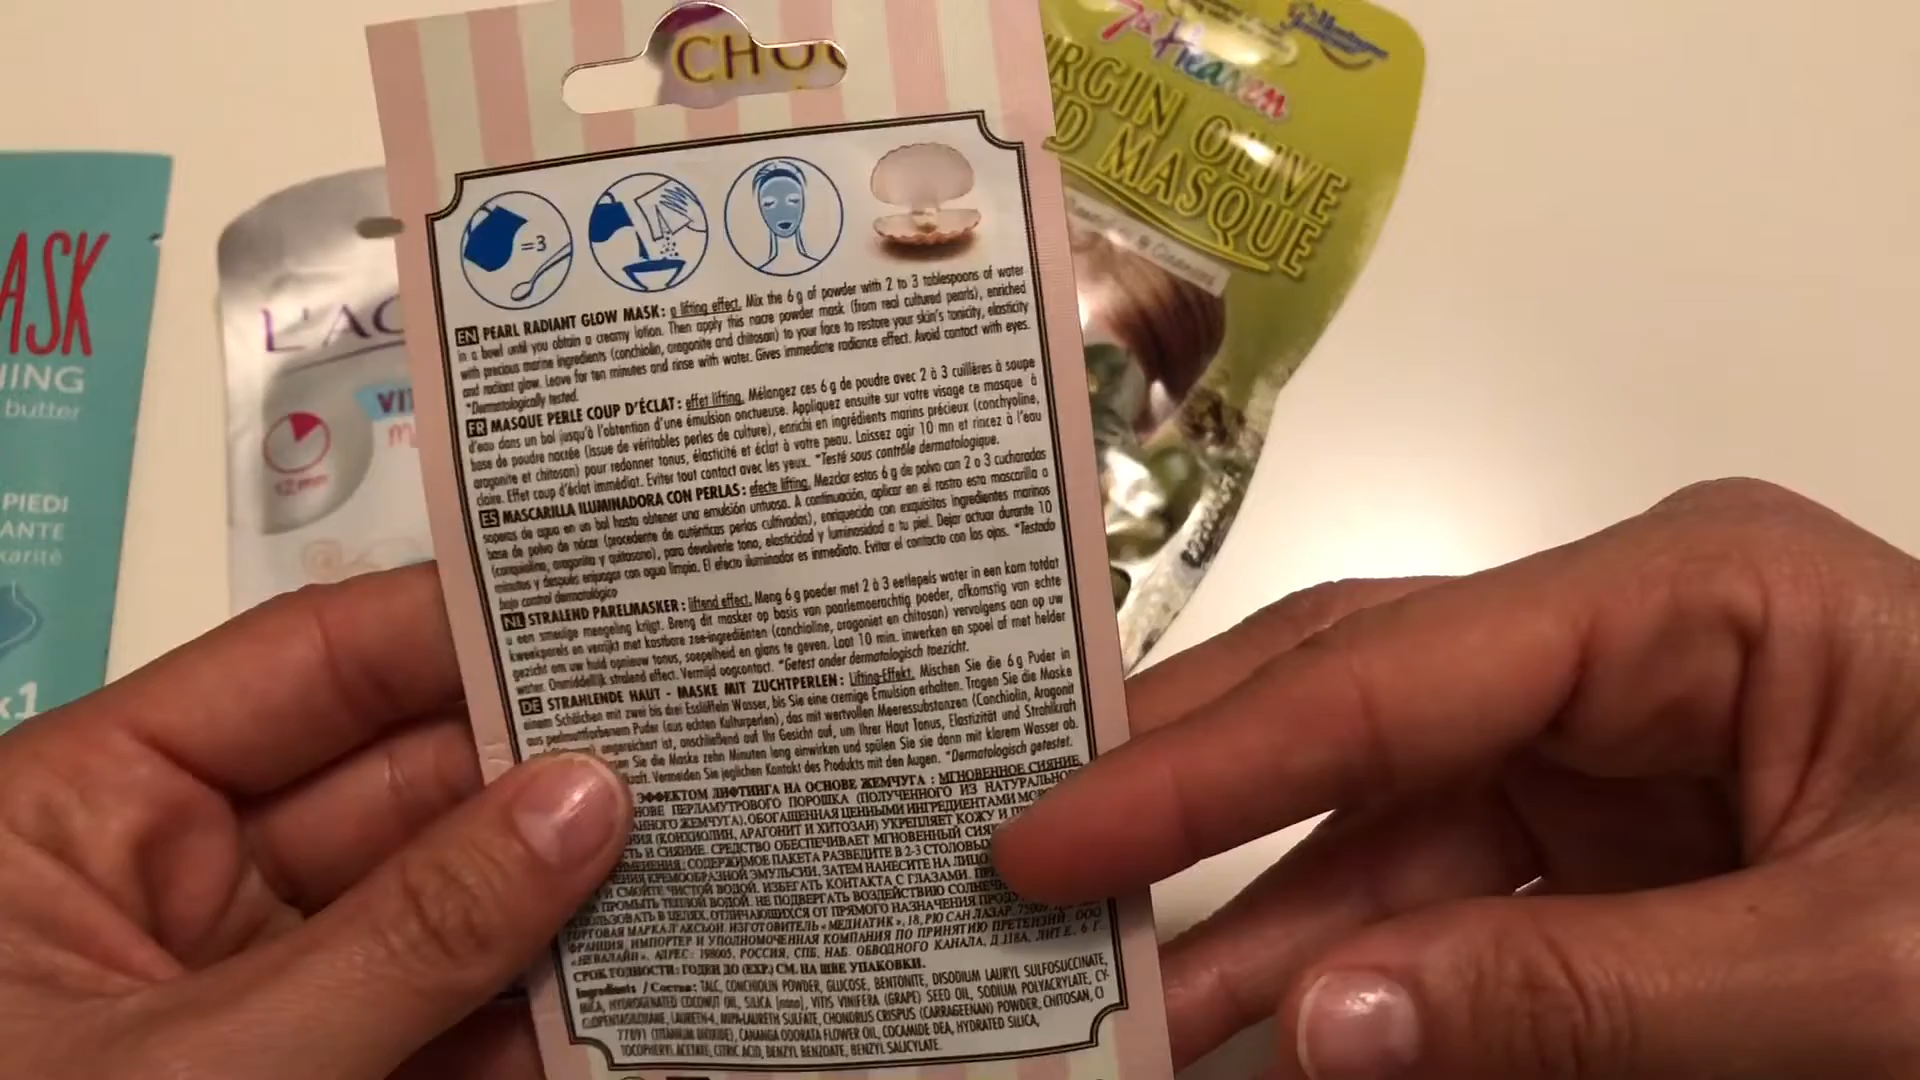 CHO
7th Heaven
Montagne
RGIN OLIVE
D MASQUE
ASK
NING
butter
PIEDI
ANTE
karité
x1
L'AC
VI
M
12mn
=3
EN PEARL RADIANT GLOW MASK: a lifting effect. Mix the 6 g of powder with 2 to 3 tablespoons of water
in a bowl until you obtain a creamy lotion. Then apply this nacre powder mask (from real cultured pearls), enriched
with precious marine ingredients (conchiolin, aragonite and chitosan) to your face to restore your skin's tonicity, elasticity
and radiant glow. Leave for ten minutes and rinse with water. Gives immediate radiance effect. Avoid contact with eyes.
*Dermatologically tested.
FR MASQUE PERLE COUP D'ÉCLAT : effet lifting. Mélangez ces 6 g de poudre avec 2 à 3 cuillères à soupe
d'eau dans un bol jusqu'à l'obtention d'une émulsion onctueuse. Appliquez ensuite sur votre visage ce masque à
base de poudre nacrée (issue de véritables perles de culture), enrichi en ingrédients marins précieux (conchyoline,
aragonite et chitosan) pour redonner tonus, élasticité et éclat à votre peau. Laissez agir 10 mn et rincez à l'eau
claire. Effet coup d'éclat immédiat. Eviter tout contact avec les yeux. *Testé sous contrôle dermatologique.
ES MASCARILLA ILUMINADORA CON PERLAS : efecte lifting. Mezclar estos 6 g de polvo con 2 o 3 cucharadas
soperas de agua en un bol hasta obtener una emulsión untuosa. A continuación, aplicar en el rostro esta mascarilla a
base de polvo de nácar (procedente de auténticas perlas cultivadas), enriquecida con exquisitos ingredientes marinos
(conquiolina, aragonita y quitosano), para devolverle tono, elasticidad y luminosidad a tu piel. Dejar actuar durante 10
minutos y después enjuagar con agua limpia. El efecto iluminador es inmediato. Evitar el contacto con los ojos. *Testado
bajo control dermatológico
NL STRALEND PARELMASKER : liftend effect. Meng 6 g poeder met 2 à 3 eetlepels water in een kom totdat
u een smeuïge mengeling krijgt. Breng dit masker op basis van paarlemoerachtig poeder, afkomstig van echte
kweekparels en verrijkt met kostbare zee-ingrediënten (conchioline, aragoniet en chitosan) vervolgens aan op uw
gezicht om uw huid opnieuw tonus, soepelheid en glans te geven. Laat 10 min. inwerken en spoel af met helder
water. Onmiddellijk stralend effect. Vermijd oogcontact. *Getest onder dermatologisch toezicht.
DE STRAHLENDE HAUT - MASKE MIT ZUCHTPERLEN : Lifting-Effekt. Mischen Sie die 6 g Puder in
einem Schälchen mit zwei bis drei Esslöffeln Wasser, bis Sie eine cremige Emulsion erhalten. Tragen Sie die Maske
aus perlmuttfarbenem Puder (aus echten Kulturperlen), das mit wertvollen Meeressubstanzen (Conchiolin, Aragonit
angereichert ist, anschließend auf Ihr Gesicht auf, um Ihrer Haut Tonus, Elastizität und Strahlkraft
Sie die Maske zehn Minuten lang einwirken und spülen Sie sie dann mit klarem Wasser ab.
kraft. Vermeiden Sie jeglichen Kontakt des Produkts mit den Augen. *Dermatologisch getestet.
ЭФФЕКТОМ ЛИФТИНГА НА ОСНОВЕ ЖЕМЧУГА : МГНОВЕННОЕ СИЯНИЕ.
НОВЕ ПЕРЛАМУТРОВОГО ПОРОШКА (ПОЛУЧЕННОГО ИЗ НАТУРАЛЬНОГО
АННОГО ЖЕМЧУГА), ОБОГАЩЕННАЯ ЦЕННЫМИ ИНГРЕДИЕНТАМИ МОР
НИЯ (КОНХИОЛИН, АРАГОНИТ И ХИТОЗАН) УКРЕПЛЯЕТ КОЖУ И П
СТЬ И СИЯНИЕ. СРЕДСТВО ОБЕСПЕЧИВАЕТ МГНОВЕННЫЙ СИЯ
МЕНЕНИЯ: СОДЕРЖИМОЕ ПАКЕТА РАЗВЕДИТЕ В 2-3 СТОЛОВЫ
ЕНИЯ КРЕМООБРАЗНОЙ ЭМУЛЬСИИ, ЗАТЕМ НАНЕСИТЕ НА ЛИЦО
И СМОЙТЕ ЧИСТОЙ ВОДОЙ. ИЗБЕГАТЬ КОНТАКТА С ГЛАЗАМИ. ПР
ПРОМЫТЬ ТЕПЛОЙ ВОДОЙ. НЕ ПОДВЕРГАТЬ ВОЗДЕЙСТВИЮ СОЛНЕЧ
ПОЛЬЗОВАТЬ В ЦЕЛЯХ, ОТЛИЧАЮЩИХСЯ ОТ ПРЯМОГО НАЗНАЧЕНИЯ ПРОДУ
ТОРГОВАЯ МАРКА Л'АКСЬОН. ИЗГОТОВИТЕЛЬ «МЕДИАТИК», 18, РЮ САН ЛАЗАР, 75009,
ФРАНЦИЯ, ИМПОРТЕР И УПОЛНОМОЧЕННАЯ КОМПАНИЯ ПО ПРИНЯТИЮ ПРЕТЕНЗИЙ: ООО
«НЕВАЛАЙН», АДРЕС: 198005, РОССИЯ, СПБ, НАБ. ОБВОДНОГО КАНАЛА, Д.118А, ЛИТ Е. 6 Г.
СРОК ГОДНОСТИ: ГОДЕН ДО (EXP.) СМ. НА ШВЕ УПАКОВКИ.
Ingredients / Состав: TALC, CONCHIOLIN POWDER, GLUCOSE, BENTONITE, DISODIUM LAURYL SULFOSUCCINATE,
MICA, HYDROGENATED COCONUT OIL, SILICA [nano], VITIS VINIFERA (GRAPE) SEED OIL, SODIUM POLYACRYLATE, CY-
CLOPENTASILOXANE, LAURETH-4, MIPA-LAURETH SULFATE, CHONDRUS CRISPUS (CARRAGEENAN) POWDER, CHITOSAN, CI
77891 (TITANIUM DIOXIDE), CANANGA ODORATA FLOWER OIL, COCAMIDE DEA, HYDRATED SILICA,
TOCOPHERYL ACETATE, CITRIC ACID, BENZYL BENZOATE, BENZYL SALICYLATE.